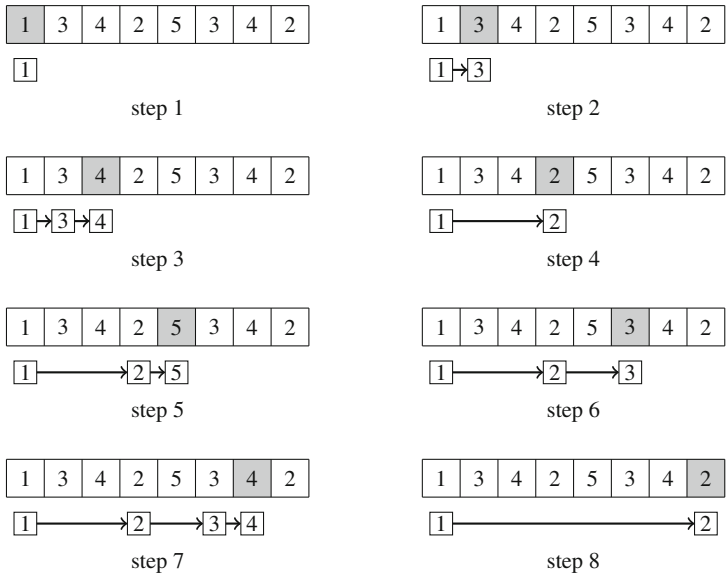 1 3 4 2 5 3 4 2
1
step 1
1 3 4 2 5 3 4 2
1 3
step 2
1 3 4 2 5 3 4 2
1 3 4
step 3
1 3 4 2 5 3 4 2
1 2
step 4
1 3 4 2 5 3 4 2
1 2 5
step 5
1 3 4 2 5 3 4 2
1 2 3
step 6
1 3 4 2 5 3 4 2
1 2 3 4
step 7
1 3 4 2 5 3 4 2
1 2
step 8